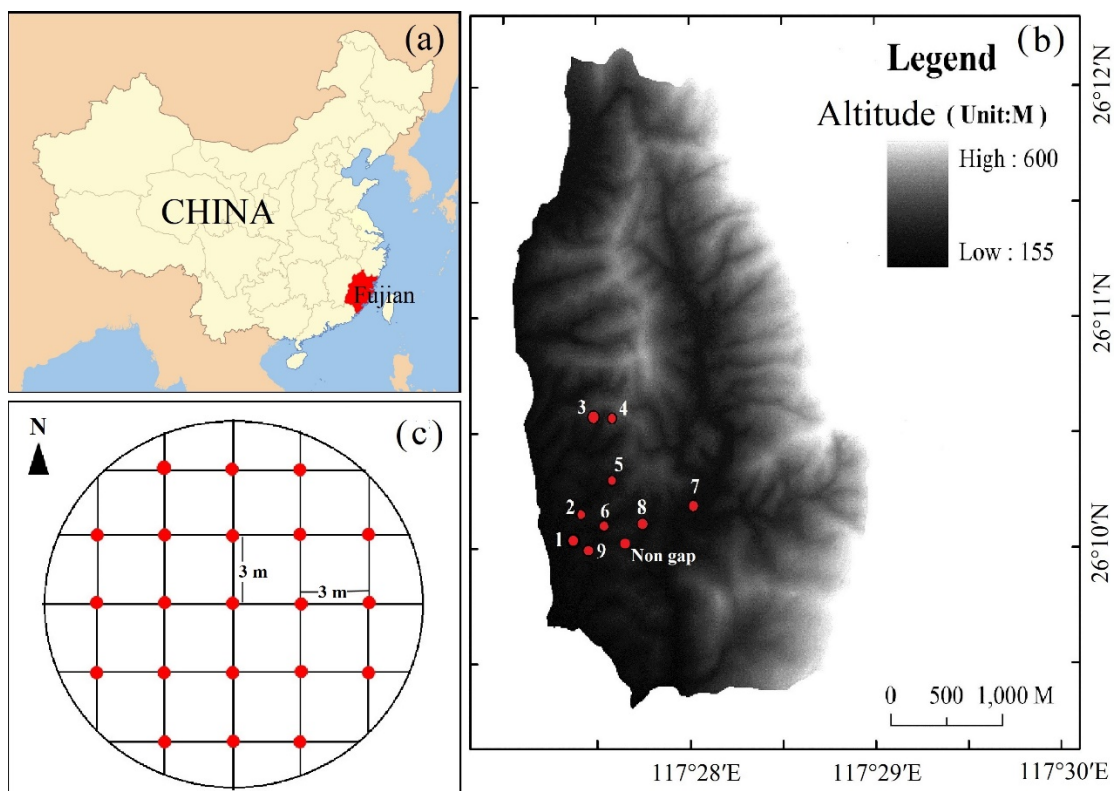 (a)
CHINA
Fujian
(b)
Legend
Altitude ( Unit:M )
High : 600
Low : 155
26°12′N
26°11′N
26°10′N
3 4
5
2 6 8 7
1 9 Non gap
0 500 1,000 M
117°28′E 117°29′E 117°30′E
(c)
N
3 m
3 m